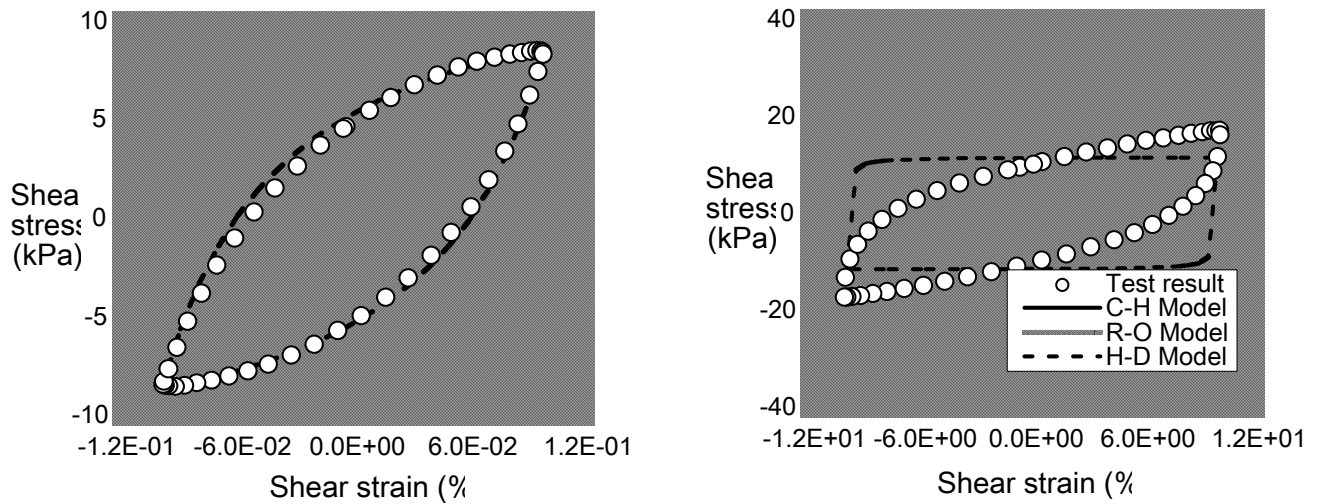 10
5
0
-5
-10
Shea
stress
(kPa)
-1.2E-01 -6.0E-02 0.0E+00 6.0E-02 1.2E-01
Shear strain (%
40
20
0
-20
-40
Shea
stress
(kPa)
Test result
C-H Model
R-O Model
H-D Model
-1.2E+01 -6.0E+00 0.0E+00 6.0E+00 1.2E+01
Shear strain (%